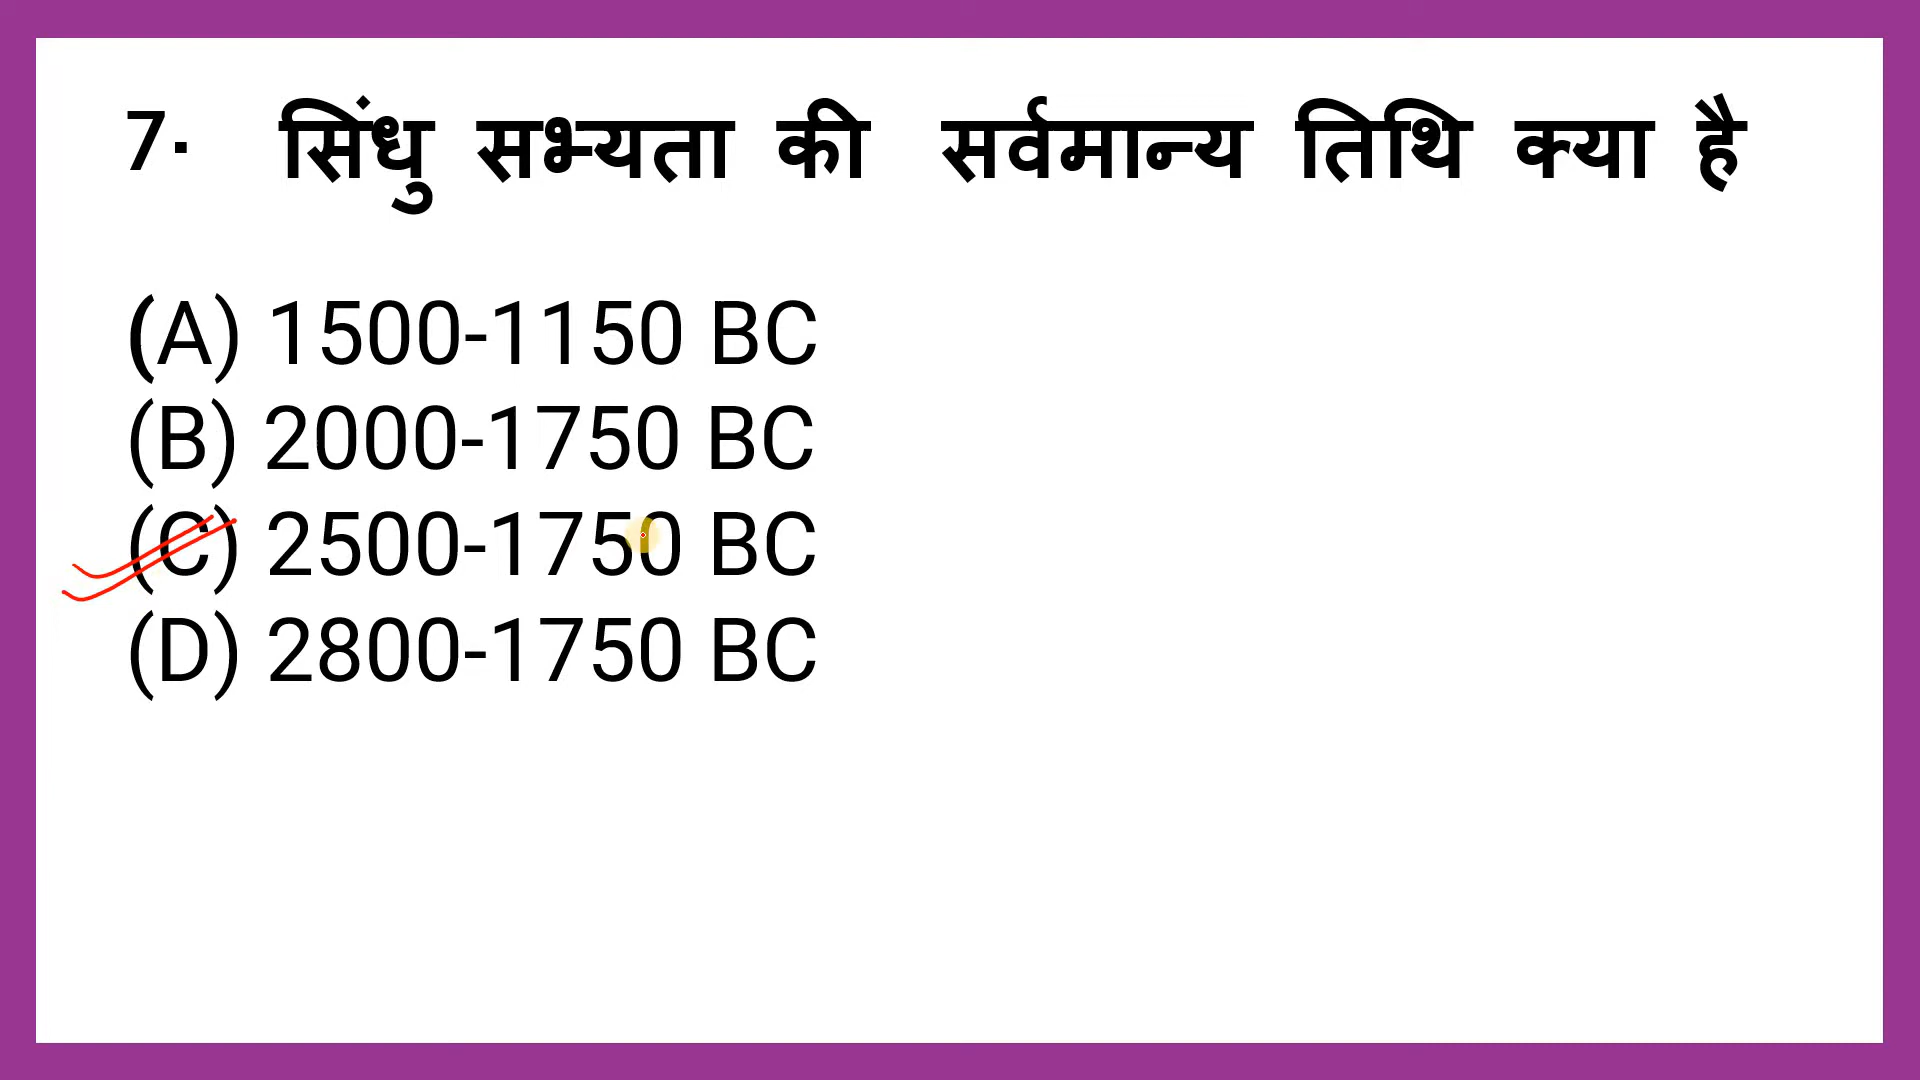 7· सिंधु सभ्यता की सर्वमान्य तिथि क्या है
(A) 1500-1150 BC
(B) 2000-1750 BC
(C) 2500-1750 BC
(D) 2800-1750 BC